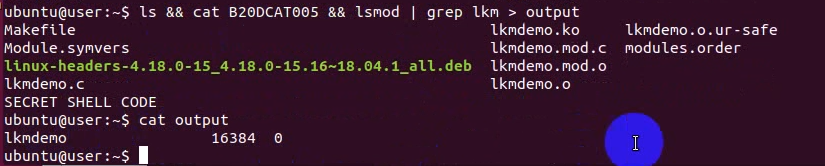 ubuntu@user:~$ ls && cat B20DCAT005 && lsmod | grep lkm > output
Makefile lkmdemo.ko lkmdemo.o.ur-safe
Module.symvers lkmdemo.mod.c modules.order
linux-headers-4.18.0-15_4.18.0-15.16~18.04.1_all.deb lkmdemo.mod.o
lkmdemo.c lkmdemo.o
SECRET SHELL CODE
ubuntu@user:~$ cat output
lkmdemo 16384 0
ubuntu@user:~$